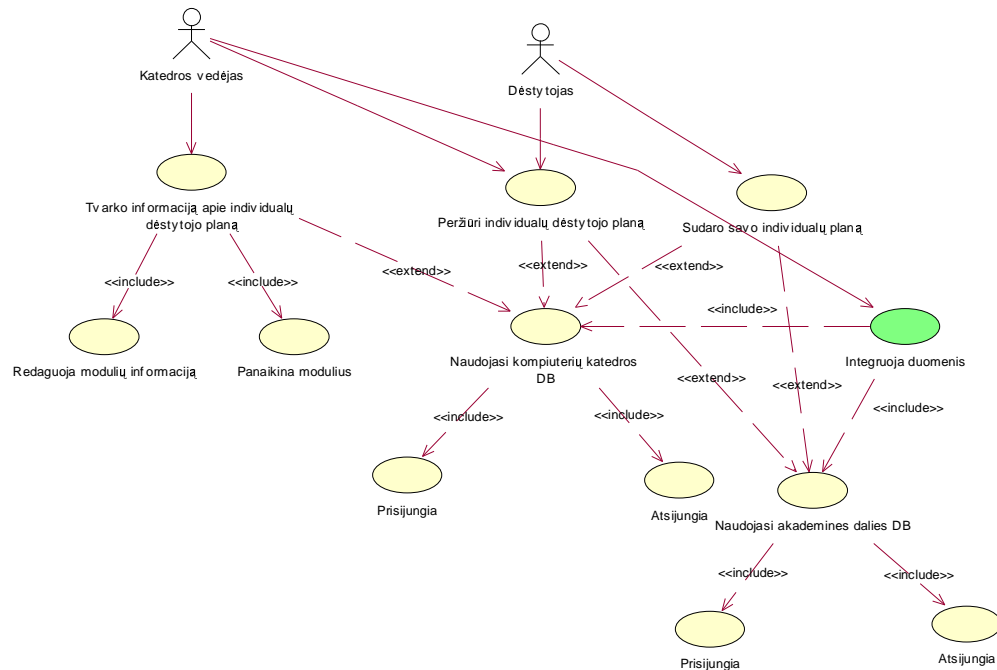 Katedros vedėjas
Dėstytojas
Tvarko informaciją apie individualų
dėstytojo planą
Peržiūri individualų dėstytojo planą
Sudaro savo individualų planą
<<include>>
<<include>>
<<extend>>
<<extend>>
<<extend>>
<<include>>
Redaguoja modulių informaciją
Panaikina modulius
Naudojasi kompiuterių katedros
DB
Integruoja duomenis
<<extend>>
<<extend>>
<<include>>
<<include>>
<<include>>
Prisijungia
Atsijungia
Naudojasi akademines dalies DB
<<include>>
<<include>>
Prisijungia
Atsijungia